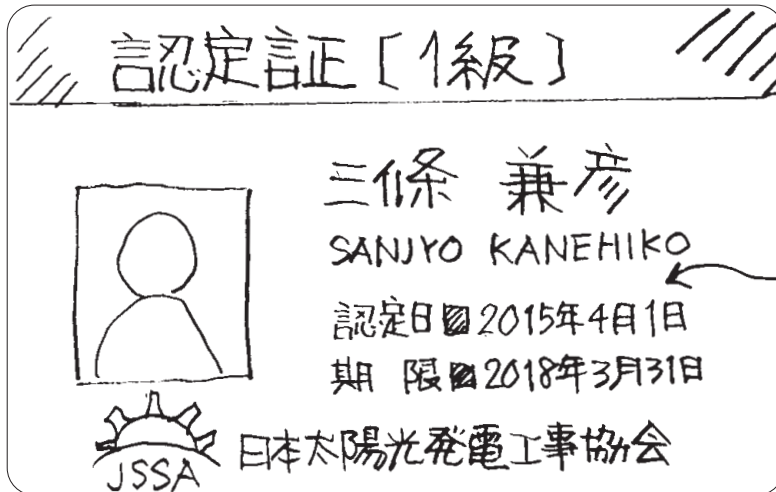 認定証［1級］
三條 兼彦
SANJYO KANEHIKO
認定日 2015年4月1日
期 限 2018年3月31日
JSSA 日本太陽光発電工事協会